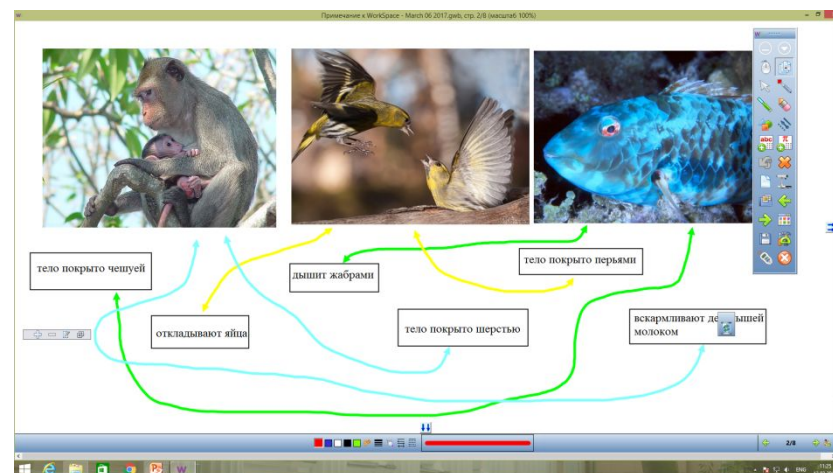 Примечание к WorkSpace - March 06 2017.gwb, стр. 2/8 (масштаб 100%)
тело покрыто чешуей
дышит жабрами
тело покрыто перьями
откладывают яйца
тело покрыто шерстью
вскармливают де ышей
молоком
2/8
ENG